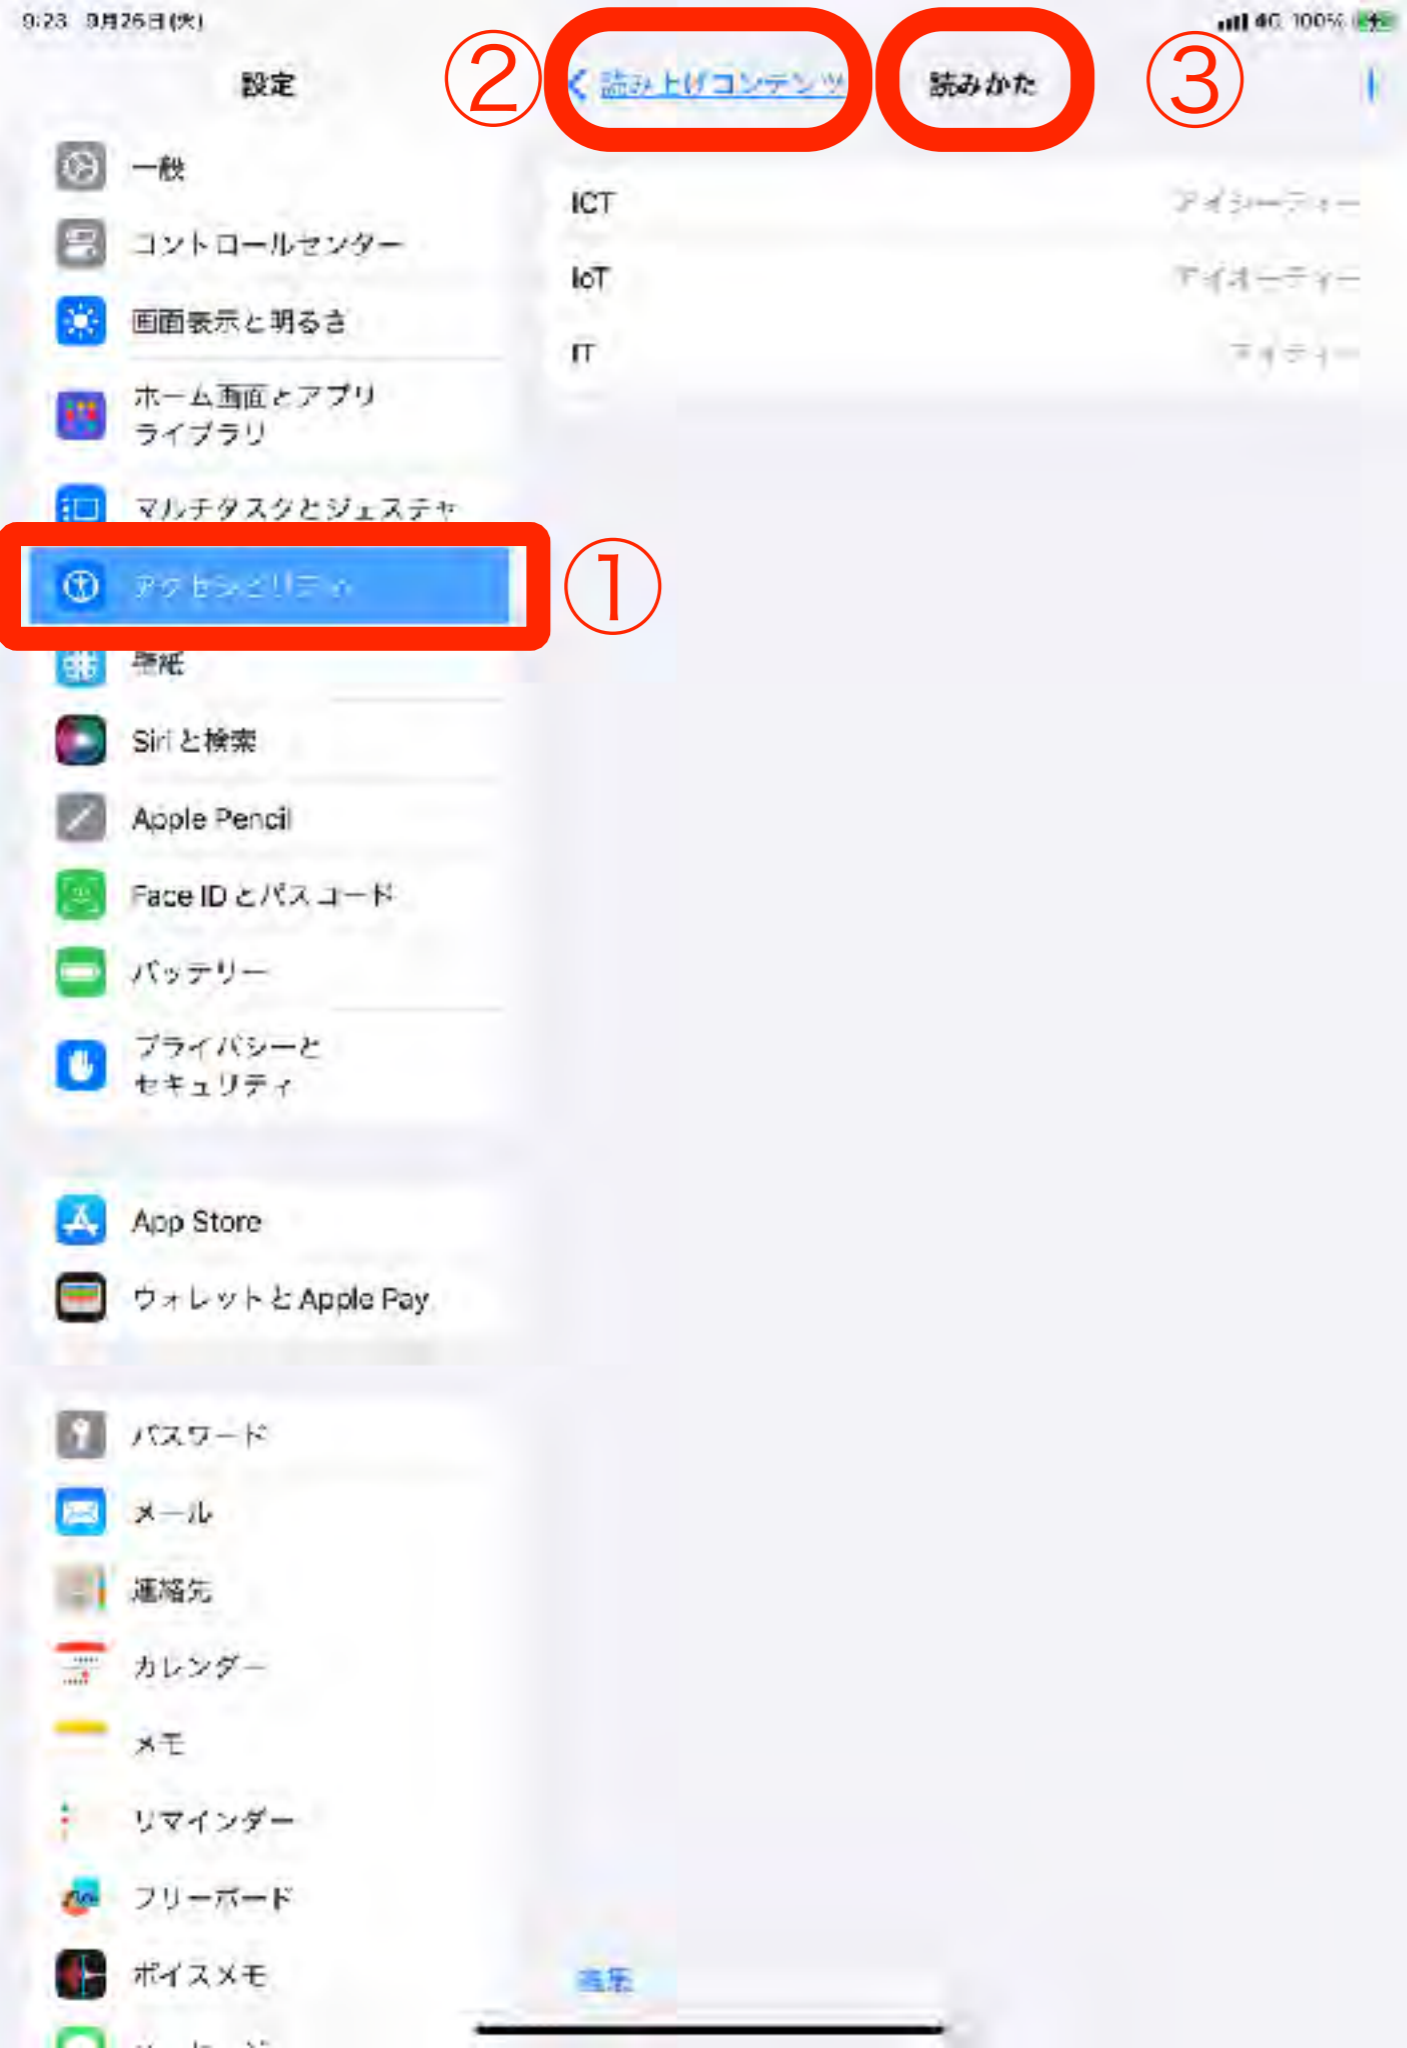 9:23 9月26日(火)
4G 100%
設定
②
読み上げコンテンツ
読みかた
③
一般
コントロールセンター
画面表示と明るさ
ホーム画面とアプリ
ライブラリ
マルチタスクとジェスチャ
アクセシビリティ
①
壁紙
Siriと検索
Apple Pencil
Face IDとパスコード
バッテリー
プライバシーと
セキュリティ
App Store
ウォレットとApple Pay
パスワード
メール
連絡先
カレンダー
メモ
リマインダー
フリーボード
ボイスメモ
ICT
アイシーティー
IoT
アイオーティー
IT
アイティー